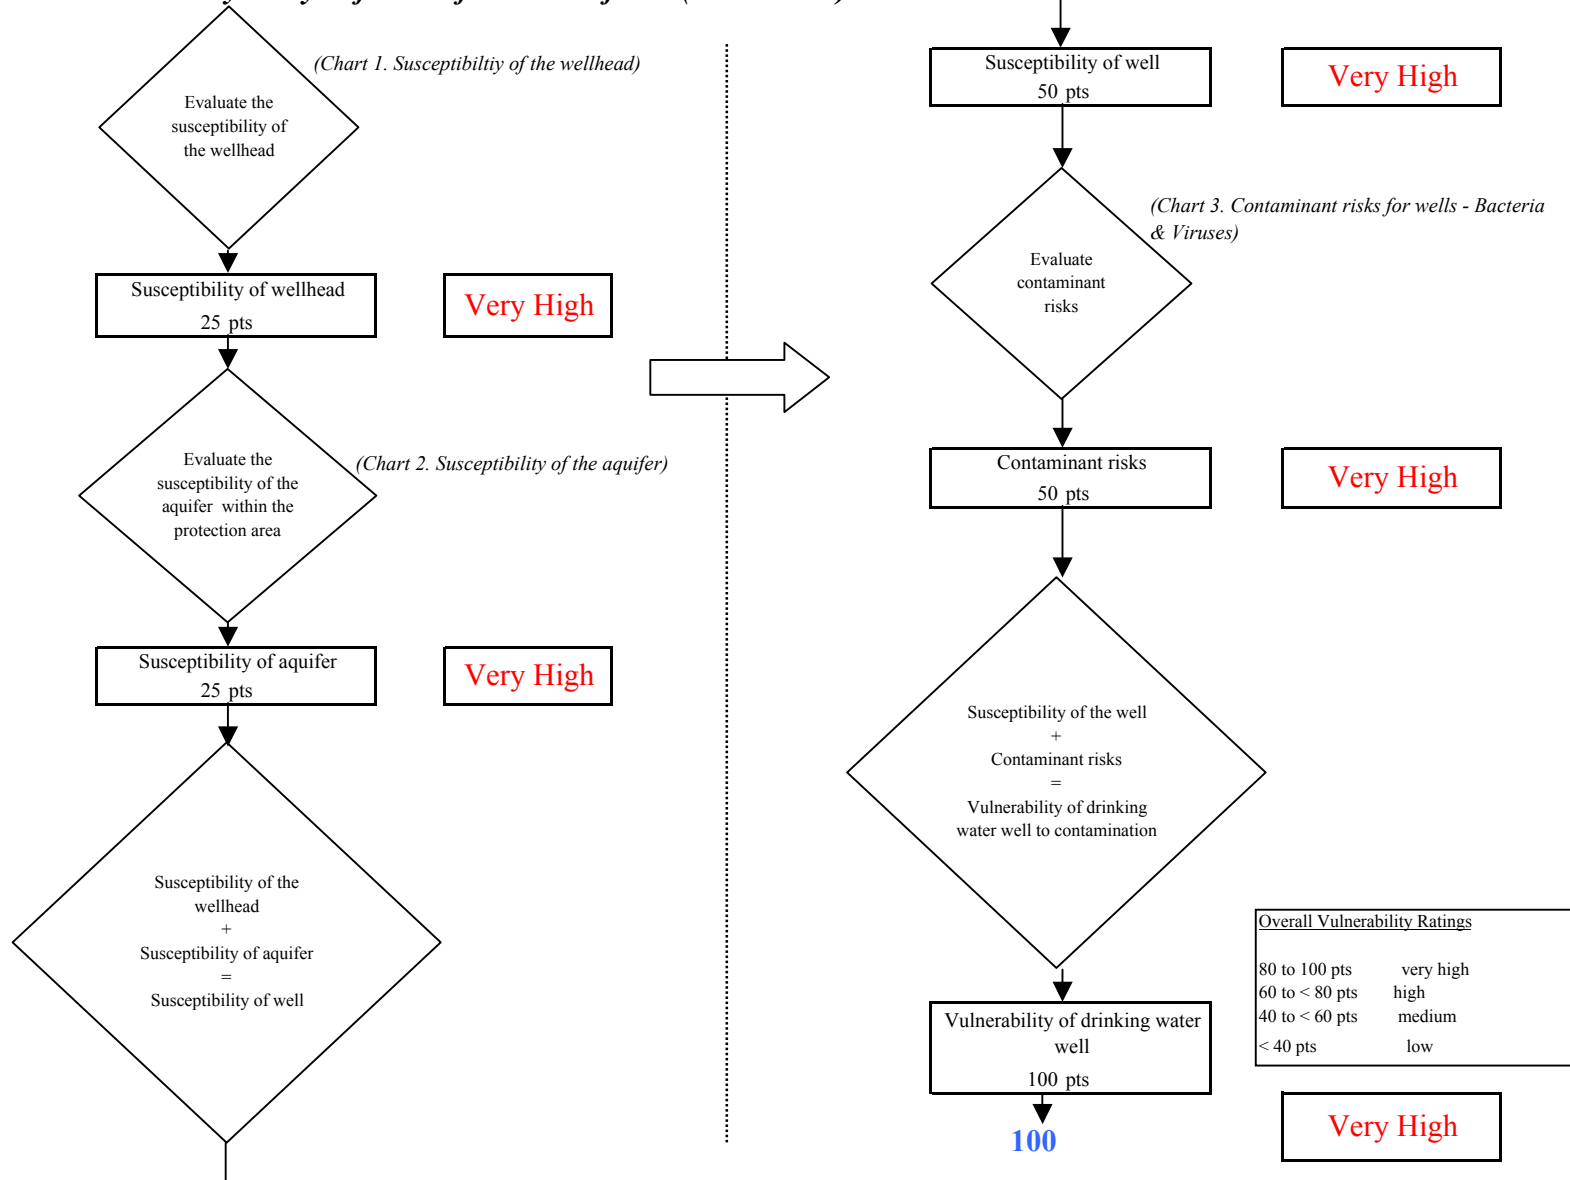 (Chart 1. Susceptibiltiy of the wellhead)
Evaluate the
susceptibility of
the wellhead
Susceptibility of wellhead
25 pts
Very High
(Chart 2. Susceptibility of the aquifer)
Evaluate the
susceptibility of the
aquifer within the
protection area
Susceptibility of aquifer
25 pts
Very High
Susceptibility of the
wellhead
+
Susceptibility of aquifer
=
Susceptibility of well
Susceptibility of well
50 pts
Very High
(Chart 3. Contaminant risks for wells - Bacteria
& Viruses)
Evaluate
contaminant
risks
Contaminant risks
50 pts
Very High
Susceptibility of the well
+
Contaminant risks
=
Vulnerability of drinking
water well to contamination
Vulnerability of drinking water
well
100 pts
100
Overall Vulnerability Ratings
80 to 100 pts very high
60 to < 80 pts high
40 to < 60 pts medium
< 40 pts low
Very High